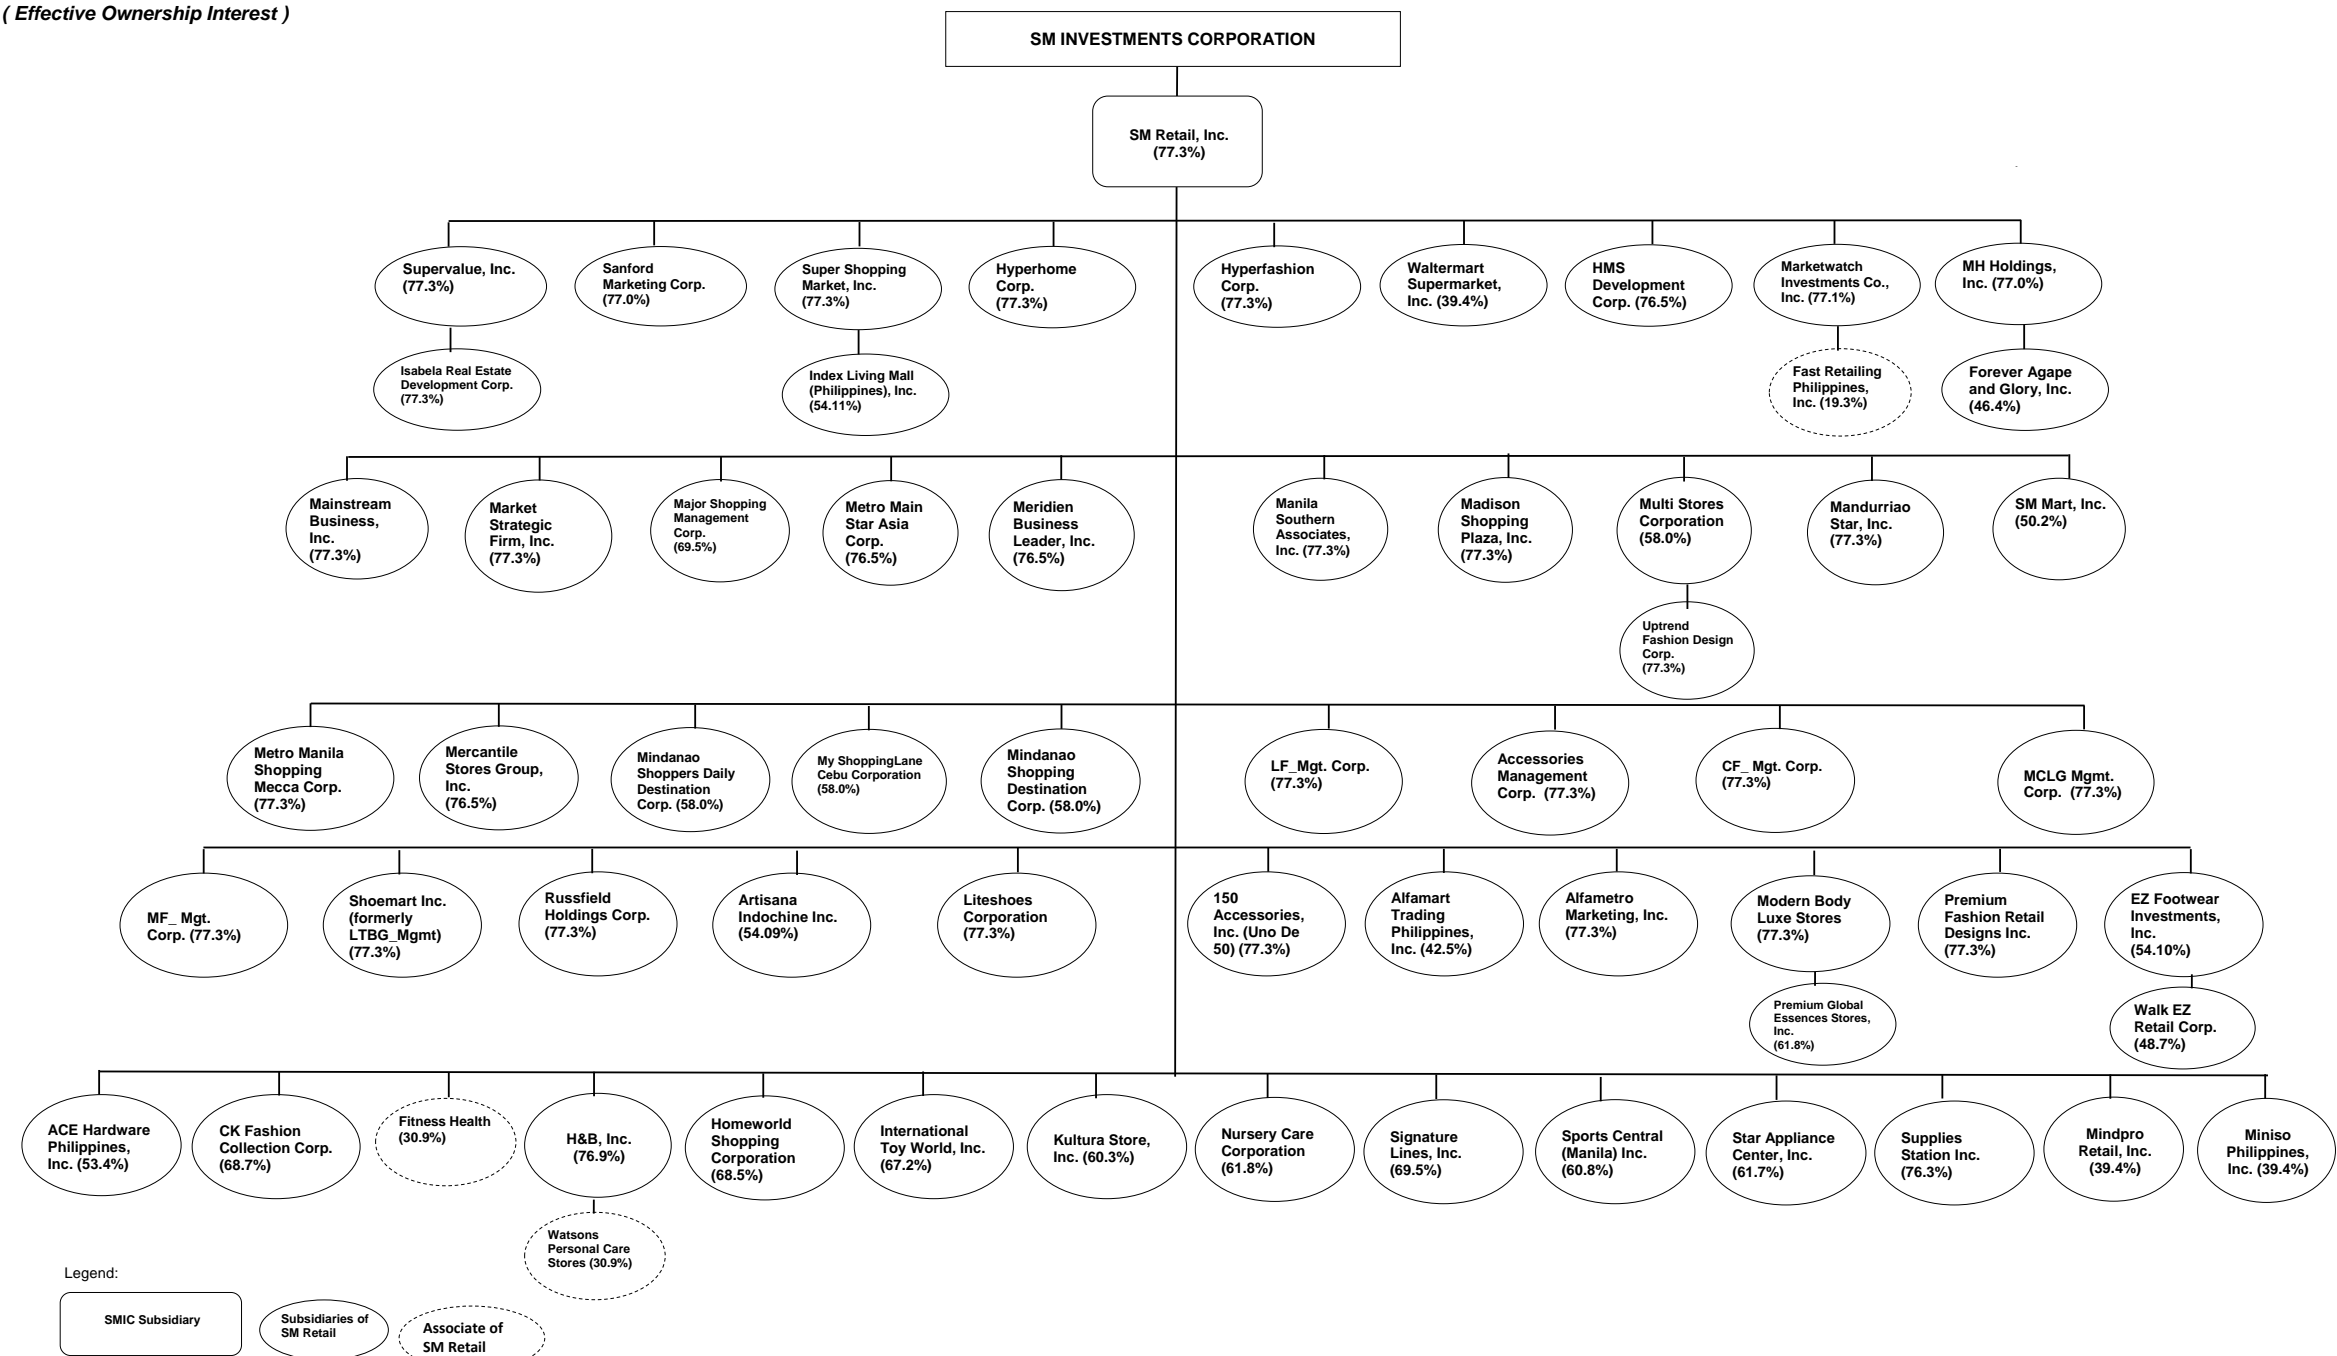 ( Effective Ownership Interest )
SM INVESTMENTS CORPORATION
SM Retail, Inc.
(77.3%)
Supervalue, Inc.
(77.3%)
Sanford
Marketing Corp.
(77.0%)
Super Shopping
Market, Inc.
(77.3%)
Hyperhome
Corp.
(77.3%)
Hyperfashion
Corp.
(77.3%)
Waltermart
Supermarket,
Inc. (39.4%)
HMS
Development
Corp. (76.5%)
Marketwatch
Investments Co.,
Inc. (77.1%)
MH Holdings,
Inc. (77.0%)
Isabela Real Estate
Development Corp.
(77.3%)
Index Living Mall
(Philippines), Inc.
(54.11%)
Fast Retailing
Philippines,
Inc. (19.3%)
Forever Agape
and Glory, Inc.
(46.4%)
Mainstream
Business,
Inc.
(77.3%)
Market
Strategic
Firm, Inc.
(77.3%)
Major Shopping
Management
Corp.
(69.5%)
Metro Main
Star Asia
Corp.
(76.5%)
Meridien
Business
Leader, Inc.
(76.5%)
Manila
Southern
Associates,
Inc. (77.3%)
Madison
Shopping
Plaza, Inc.
(77.3%)
Multi Stores
Corporation
(58.0%)
Mandurriao
Star, Inc.
(77.3%)
SM Mart, Inc.
(50.2%)
Uptrend
Fashion Design
Corp.
(77.3%)
Metro Manila
Shopping
Mecca Corp.
(77.3%)
Mercantile
Stores Group,
Inc.
(76.5%)
Mindanao
Shoppers Daily
Destination
Corp. (58.0%)
My ShoppingLane
Cebu Corporation
(58.0%)
Mindanao
Shopping
Destination
Corp. (58.0%)
LF_Mgt. Corp.
(77.3%)
Accessories
Management
Corp. (77.3%)
CF_ Mgt. Corp.
(77.3%)
MCLG Mgmt.
Corp. (77.3%)
MF_ Mgt.
Corp. (77.3%)
Shoemart Inc.
(formerly
LTBG_Mgmt)
(77.3%)
Russfield
Holdings Corp.
(77.3%)
Artisana
Indochine Inc.
(54.09%)
Liteshoes
Corporation
(77.3%)
150
Accessories,
Inc. (Uno De
50) (77.3%)
Alfamart
Trading
Philippines,
Inc. (42.5%)
Alfametro
Marketing, Inc.
(77.3%)
Modern Body
Luxe Stores
(77.3%)
Premium
Fashion Retail
Designs Inc.
(77.3%)
EZ Footwear
Investments,
Inc.
(54.10%)
Premium Global
Essences Stores,
Inc.
(61.8%)
Walk EZ
Retail Corp.
(48.7%)
ACE Hardware
Philippines,
Inc. (53.4%)
CK Fashion
Collection Corp.
(68.7%)
Fitness Health
(30.9%)
H&B, Inc.
(76.9%)
Homeworld
Shopping
Corporation
(68.5%)
International
Toy World, Inc.
(67.2%)
Kultura Store,
Inc. (60.3%)
Nursery Care
Corporation
(61.8%)
Signature
Lines, Inc.
(69.5%)
Sports Central
(Manila) Inc.
(60.8%)
Star Appliance
Center, Inc.
(61.7%)
Supplies
Station Inc.
(76.3%)
Mindpro
Retail, Inc.
(39.4%)
Miniso
Philippines,
Inc. (39.4%)
Watsons
Personal Care
Stores (30.9%)
Legend:
SMIC Subsidiary
Subsidiaries of
SM Retail
Associate of
SM Retail